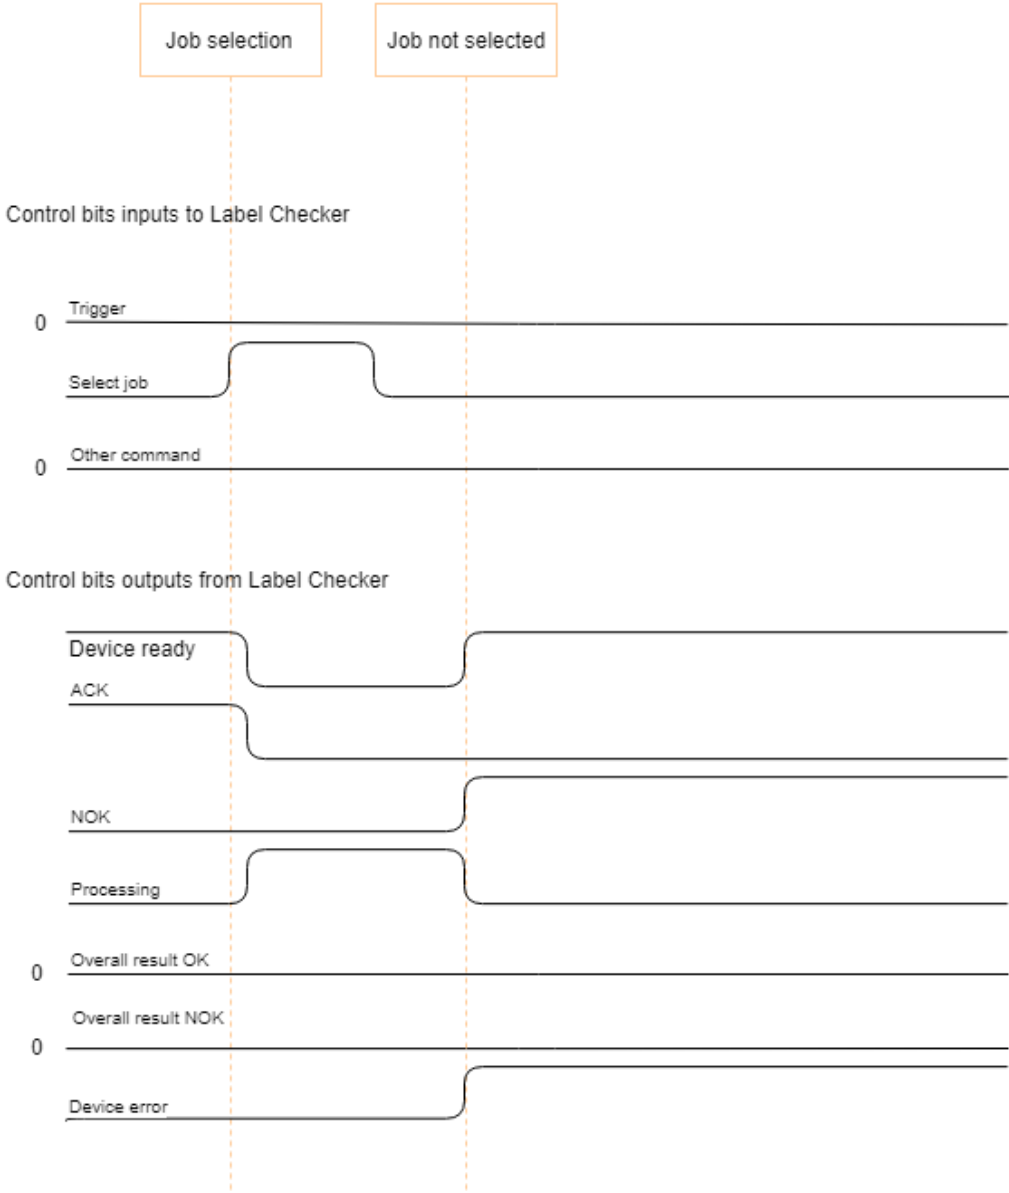 Job selection
Job not selected
Control bits inputs to Label Checker
Trigger
0
Select job
Other command
0
Control bits outputs from Label Checker
Device ready
ACK
NOK
Processing
Overall result OK
0
Overall result NOK
0
Device error